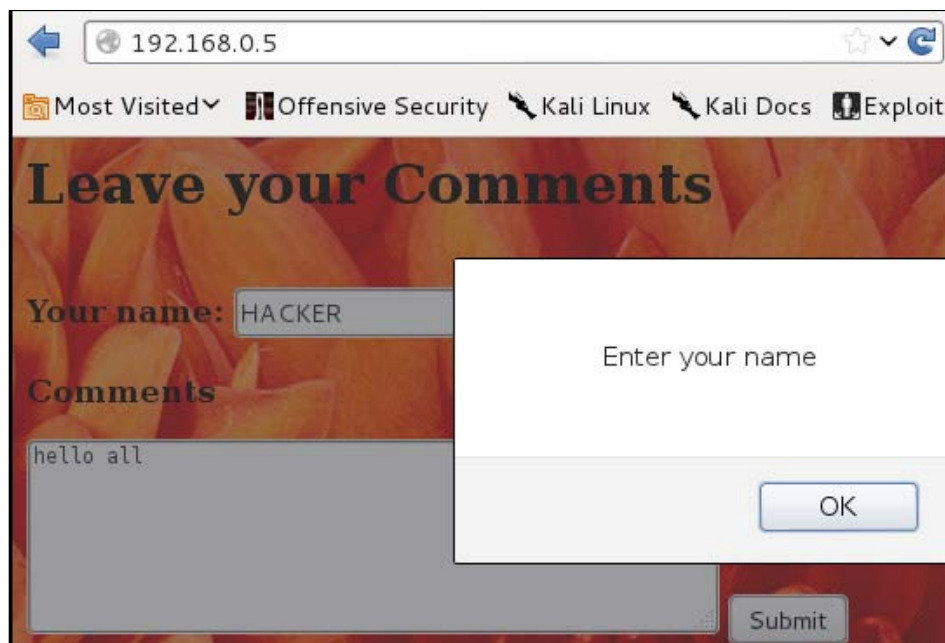 192.168.0.5
Most Visited Offensive Security Kali Linux Kali Docs Exploit
Leave your Comments
Your name: HACKER
Enter your name
Comments
hello all
OK
Submit